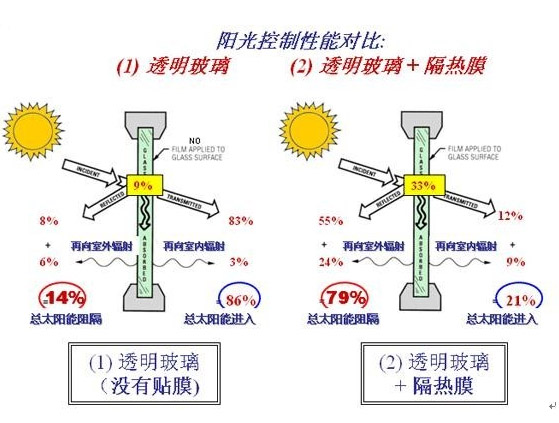 阳光控制性能对比:
(1) 透明玻璃
(2) 透明玻璃 + 隔热膜
NO
FILM APPLIED TO
GLASS SURFACE
GLASS
INCIDENT
9%
REFLECTED
TRANSMITTED
8%
83%
+
再向室外辐射
再向室内辐射
+
6%
ABSORBED
3%
=14%
=86%
总太阳能阻隔
总太阳能进入
(1) 透明玻璃
(没有贴膜)
FILM APPLIED TO
GLASS SURFACE
GLASS
INCIDENT
33%
REFLECTED
TRANSMITTED
55%
12%
+
再向室外辐射
再向室内辐射
+
24%
ABSORBED
9%
=79%
=21%
总太阳能阻隔
总太阳能进入
(2) 透明玻璃
+ 隔热膜